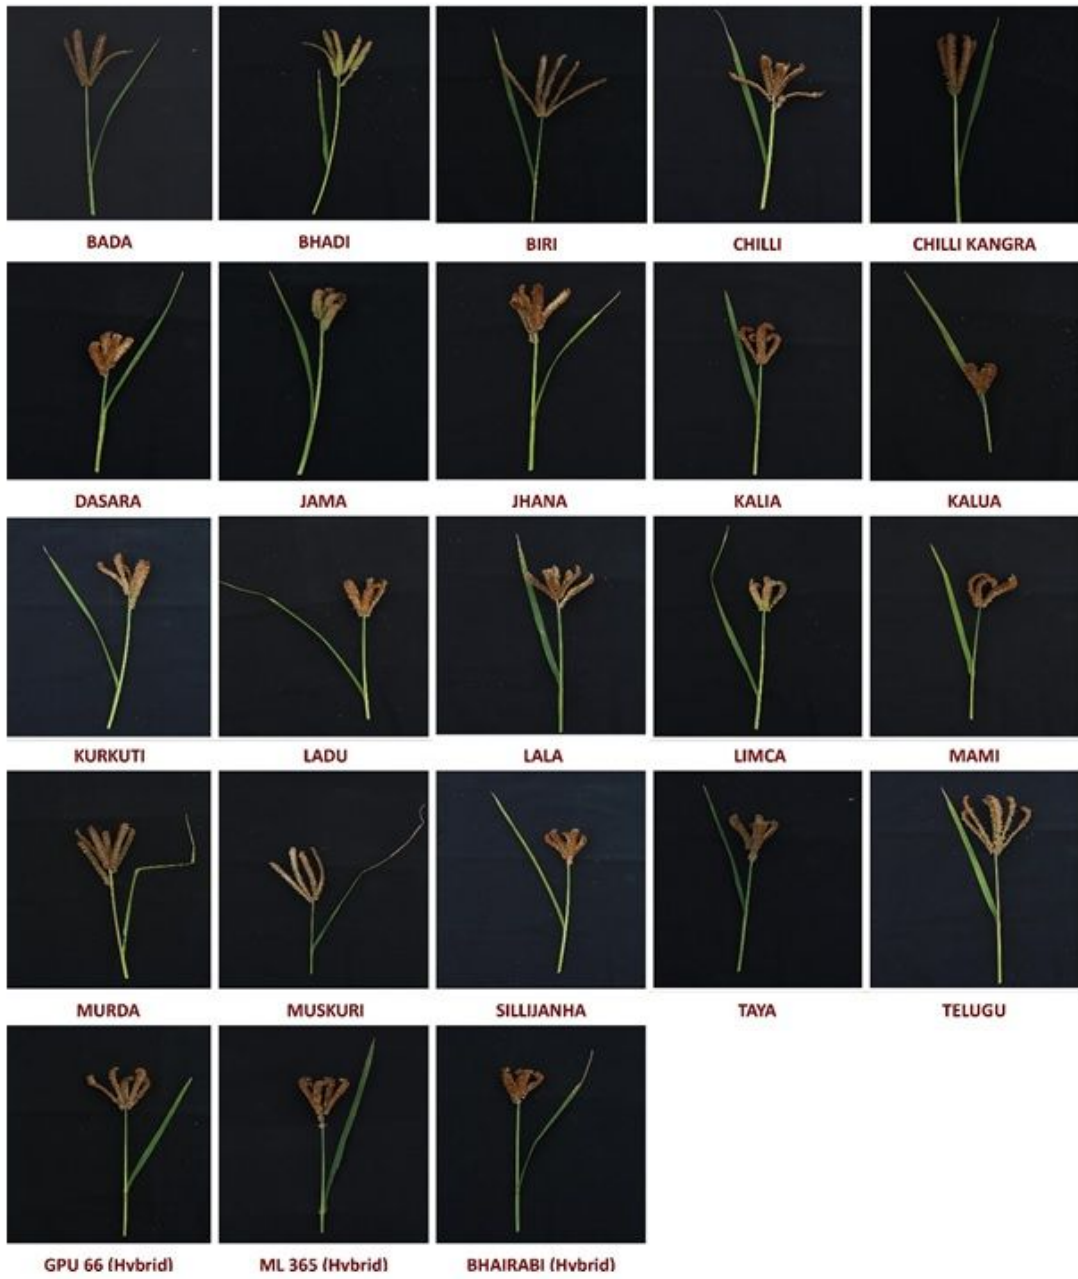 BADA BHADI BIRI CHILLI CHILLI KANGRA
DASARA JAMA JHANA KALIA KALUA
KURKUTI LADU LALA LIMCA MAMI
MURDA MUSKURI SILLIJANHA TAYA TELUGU
GPU 66 (Hybrid) ML 365 (Hybrid) BHAIRABI (Hybrid)